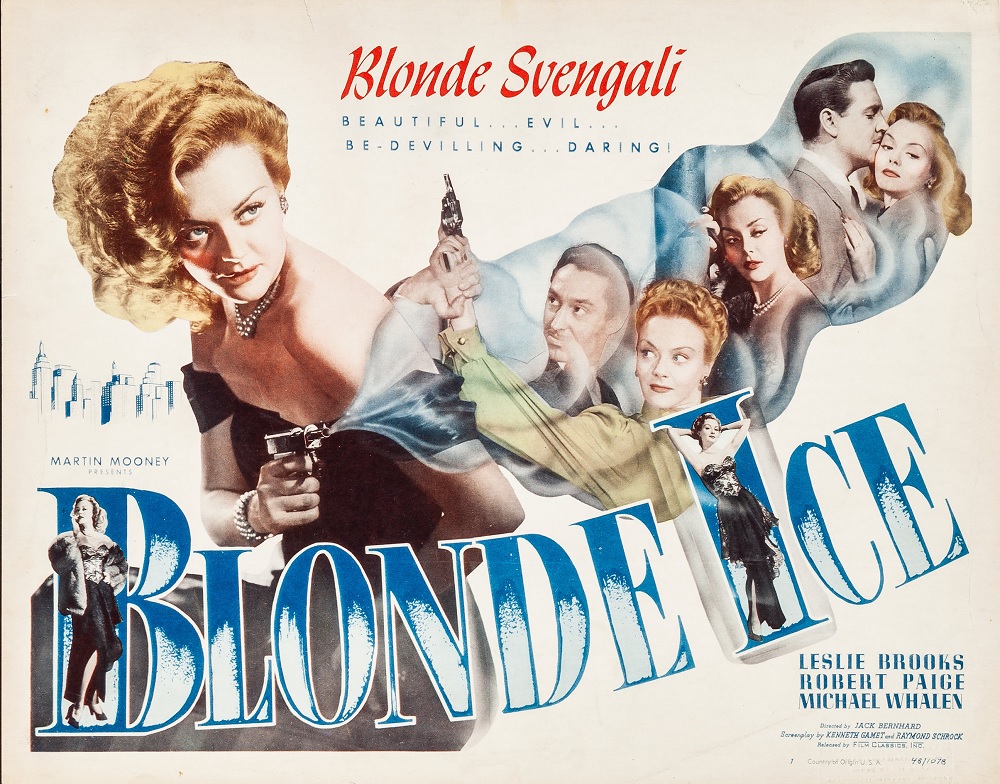 Blonde Svengali
BEAUTIFUL...EVIL...
BE-DEVILLING...DARING!
MARTIN MOONEY
PRESENTS
BLONDE ICE
LESLIE BROOKS
ROBERT PAIGE
MICHAEL WHALEN
Directed by JACK BERNHARD
Screenplay by KENNETH GAMET and RAYMOND SCHROCK
Released by FILM CLASSICS, INC.
1 Country of Origin U.S.A. 48/1078